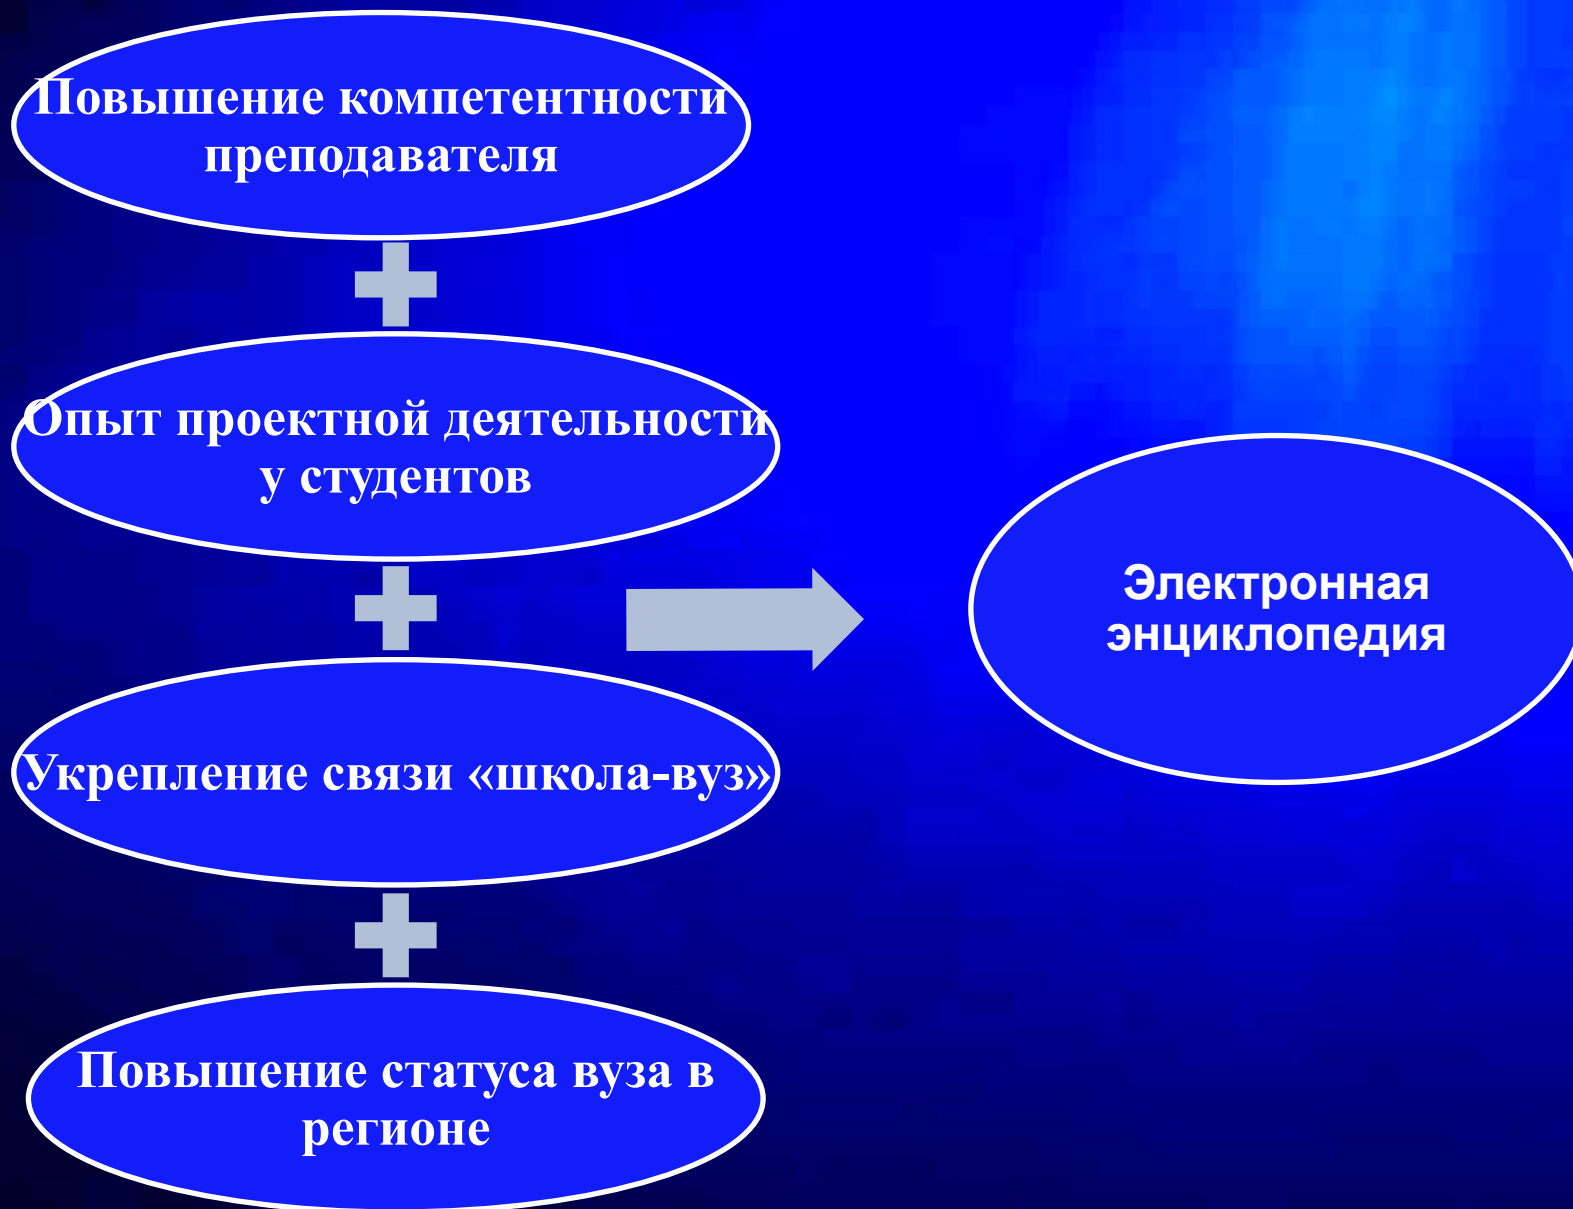 Повышение компетентности
преподавателя
Опыт проектной деятельности
у студентов
Укрепление связи «школа-вуз»
Повышение статуса вуза в
регионе
Электронная
энциклопедия